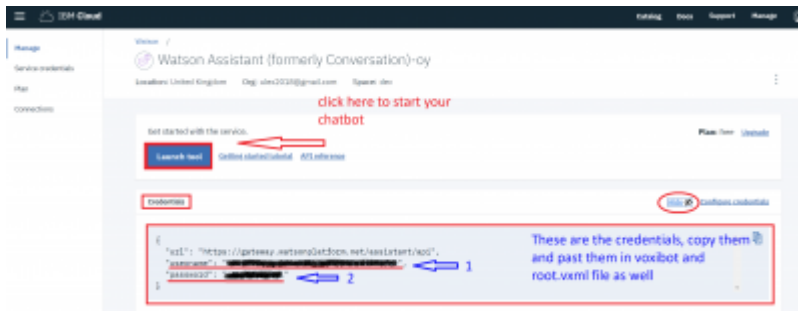 IBM Cloud
Catalog Docs Support Manage
Manage
Service credentials
Plan
Connections
Watson /
Watson Assistant (formerly Conversation)-oy
Location: United Kingdom Org: Space: dev
click here to start your
chatbot
Get started with the service.
Plan: Upgrade
Launch tool Getting started tutorial API reference
Credentials
Hide Configure credentials
{
"url": "https://gateway.watsonplatform.net/assistant/api",
"username": "
"password": "
}
1
2
These are the credentials, copy them
and past them in voxibot and
root.vxml file as well